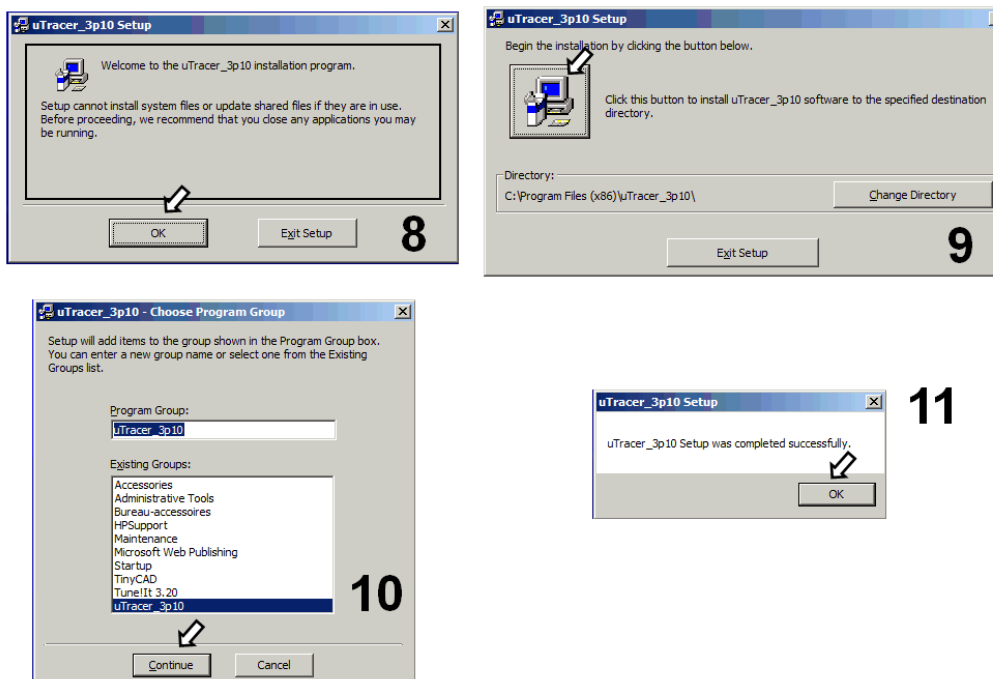 uTracer_3p10 Setup
Welcome to the uTracer_3p10 installation program.
Setup cannot install system files or update shared files if they are in use.
Before proceeding, we recommend that you close any applications you may
be running.
OK
Exit Setup
8
uTracer_3p10 Setup
Begin the installation by clicking the button below.
Click this button to install uTracer_3p10 software to the specified destination
directory.
Directory:
C:\Program Files (x86)\uTracer_3p10\
Change Directory
Exit Setup
9
uTracer_3p10 - Choose Program Group
Setup will add items to the group shown in the Program Group box.
You can enter a new group name or select one from the Existing
Groups list.
Program Group:
uTracer_3p10
Existing Groups:
Accessories
Administrative Tools
Bureau-accessoires
HPSupport
Maintenance
Microsoft Web Publishing
Startup
TinyCAD
Tune!It 3.20
uTracer_3p10
Continue
Cancel
10
uTracer_3p10 Setup
uTracer_3p10 Setup was completed successfully.
OK
11